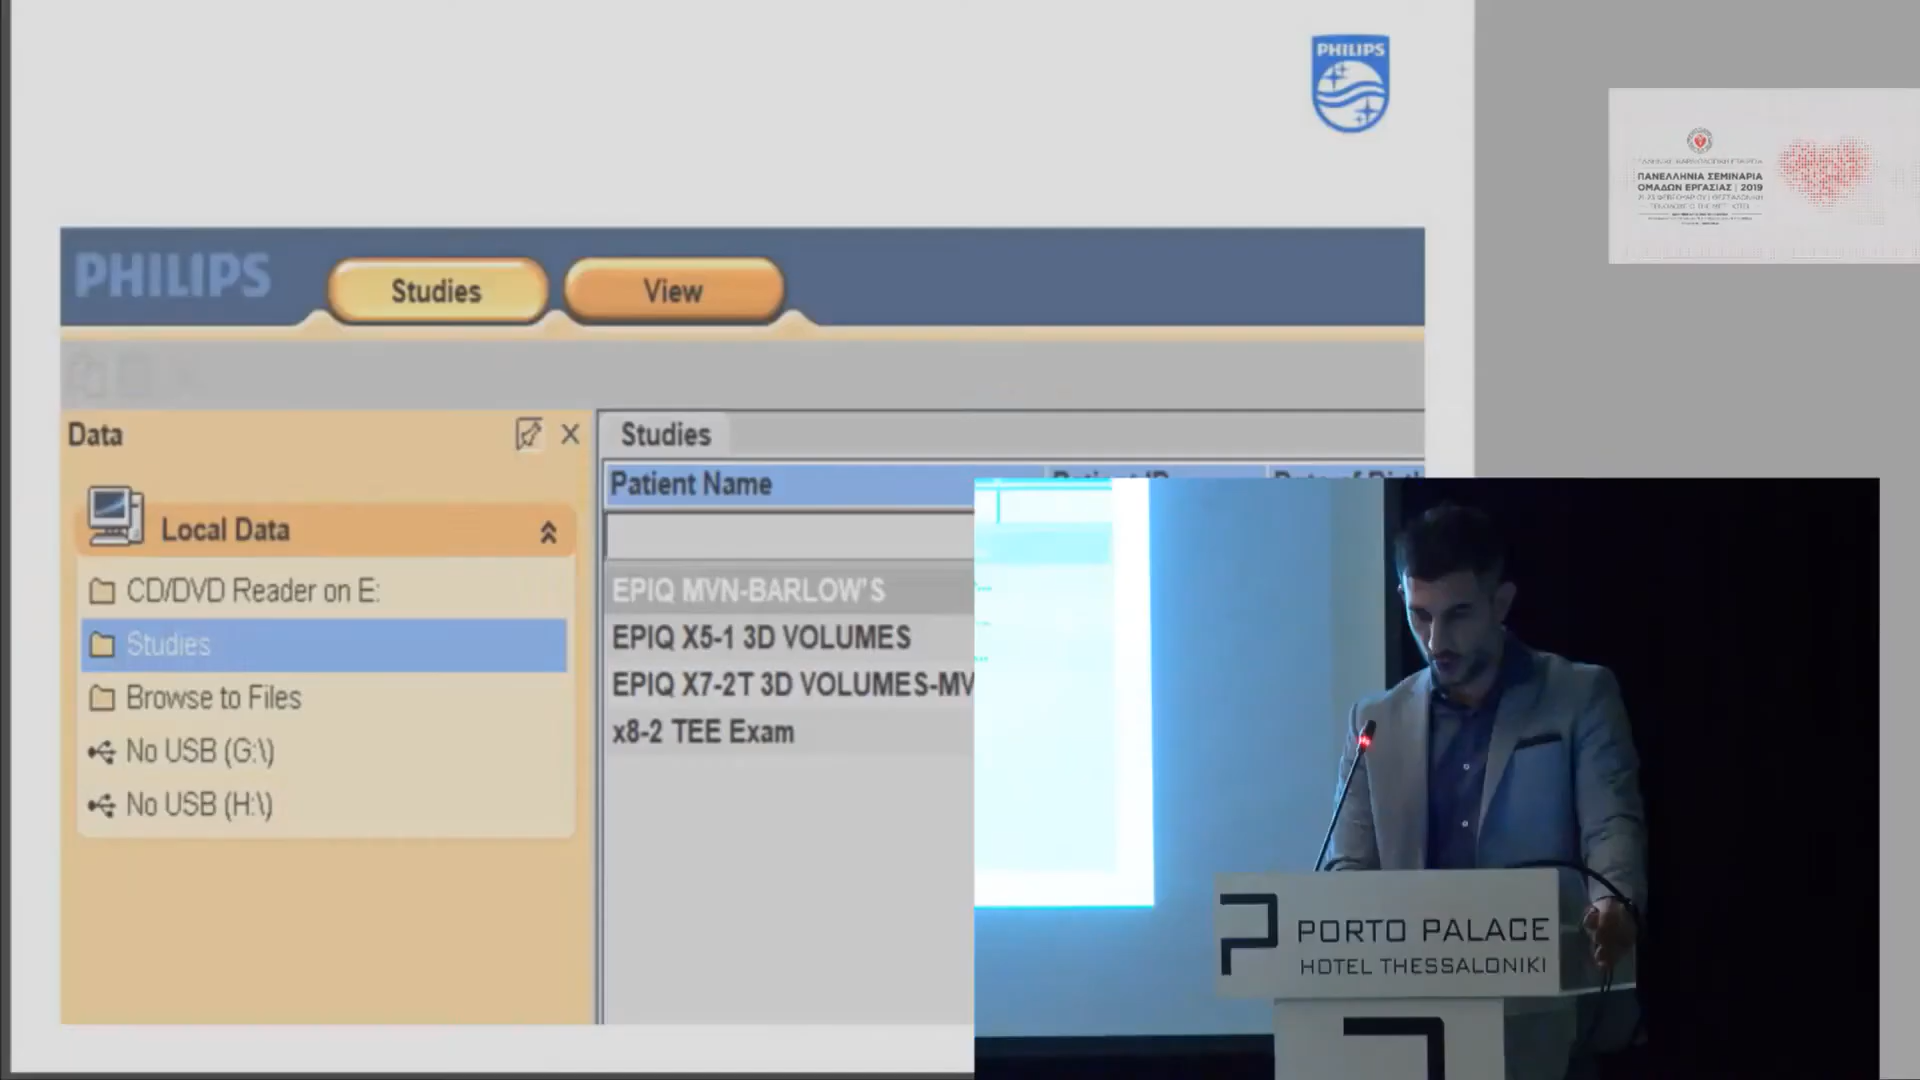 PHILIPS
ΠΑΝΕΛΛΗΝΙΑ ΣΕΜΙΝΑΡΙΑ
ΟΜΑΔΩΝ ΕΡΓΑΣΙΑΣ | 2019
PHILIPS
Studies
View
Data
Local Data
CD/DVD Reader on E:
Studies
Browse to Files
No USB (G:\)
No USB (H:\)
Studies
Patient Name
EPIQ MVN-BARLOW'S
EPIQ X5-1 3D VOLUMES
EPIQ X7-2T 3D VOLUMES-MV
x8-2 TEE Exam
PORTO PALACE
HOTEL THESSALONIKI